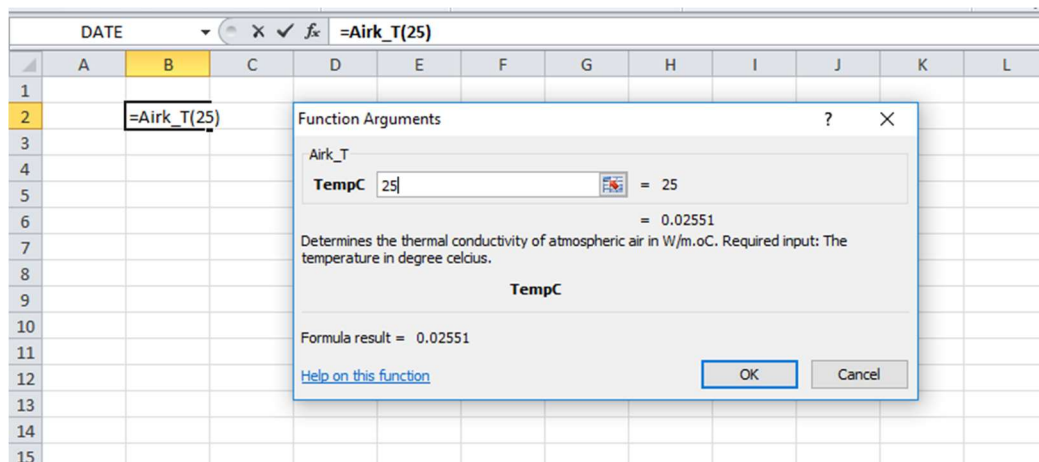 DATE fx =Airk_T(25)
A B C D E F G H I J K L
1
2 =Airk_T(25)
3
4
5
6
7
8
9
10
11
12
13
14
15
Function Arguments ? X
Airk_T
TempC 25 = 25
= 0.02551
Determines the thermal conductivity of atmospheric air in W/m.oC. Required input: The
temperature in degree celcius.
TempC
Formula result = 0.02551
Help on this function OK Cancel